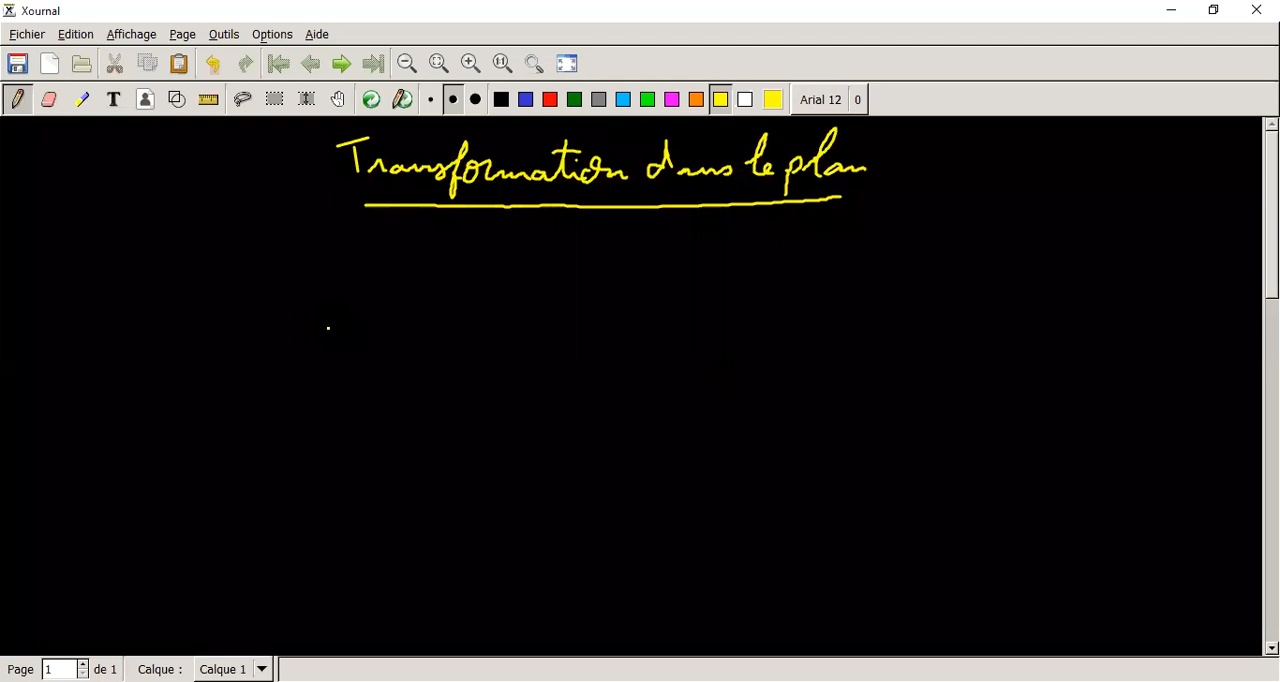 Xournal
Fichier Edition Affichage Page Outils Options Aide
Arial 12 0
Transformation dans le plan
Page 1 de 1 Calque : Calque 1